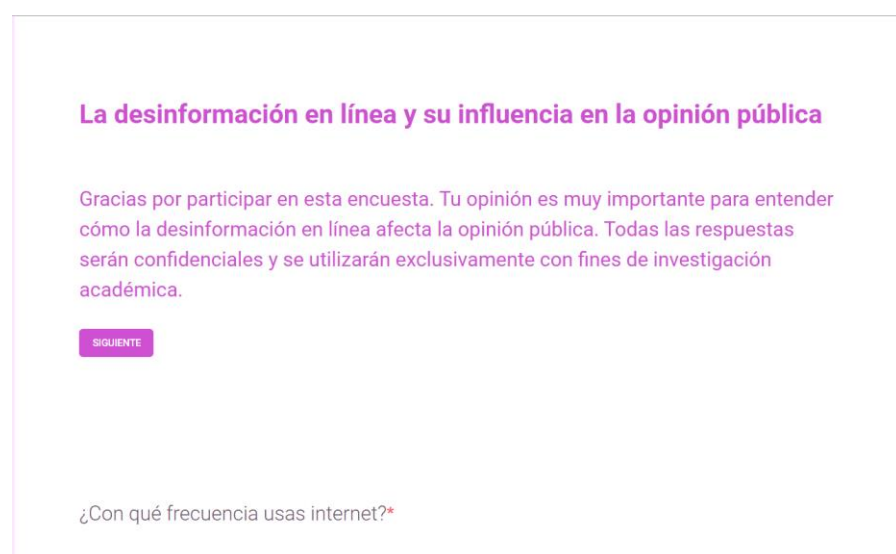 La desinformación en línea y su influencia en la opinión pública
Gracias por participar en esta encuesta. Tu opinión es muy importante para entender
cómo la desinformación en línea afecta la opinión pública. Todas las respuestas
serán confidenciales y se utilizarán exclusivamente con fines de investigación
académica.
SIGUIENTE
¿Con qué frecuencia usas internet?*